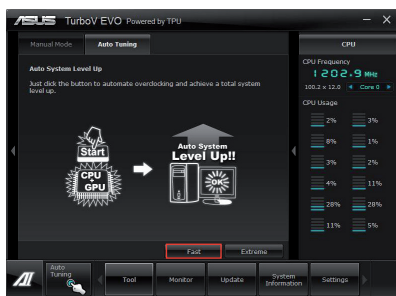 ASUS TurboV EVO Powered by TPU
Manual Mode
Auto Tuning
Auto System Level Up
Just click the button to automate overclocking and achieve a total system
level up.
Start
CPU
+
GPU
Auto System
Level Up!!
OK
Fast
Extreme
CPU
CPU Frequency
1202.9 MHz
100.2 x 12.0
Core 0
CPU Usage
2%
3%
8%
1%
3%
2%
4%
11%
28%
28%
11%
5%
AI
Auto
Tuning
Tool
Monitor
Update
System
Information
Settings